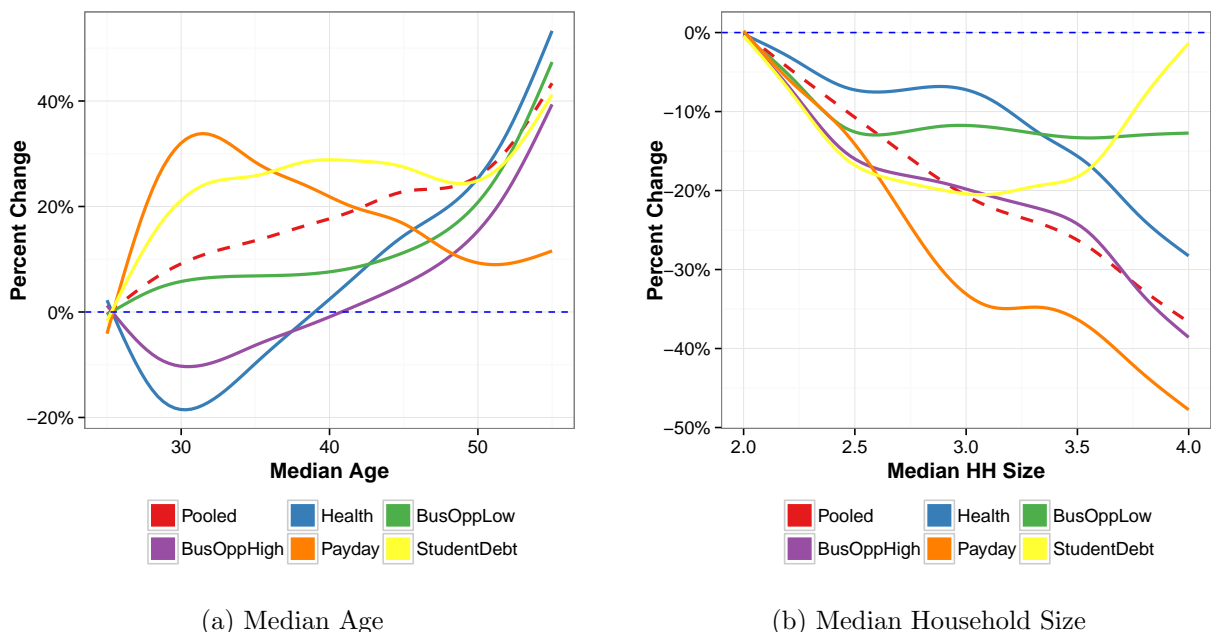 40%
20%
0%
−20%
Percent Change
30 40 50
Median Age
Pooled Health BusOppLow
BusOppHigh Payday StudentDebt
(a) Median Age
0%
−10%
−20%
−30%
−40%
−50%
Percent Change
2.0 2.5 3.0 3.5 4.0
Median HH Size
Pooled Health BusOppLow
BusOppHigh Payday StudentDebt
(b) Median Household Size